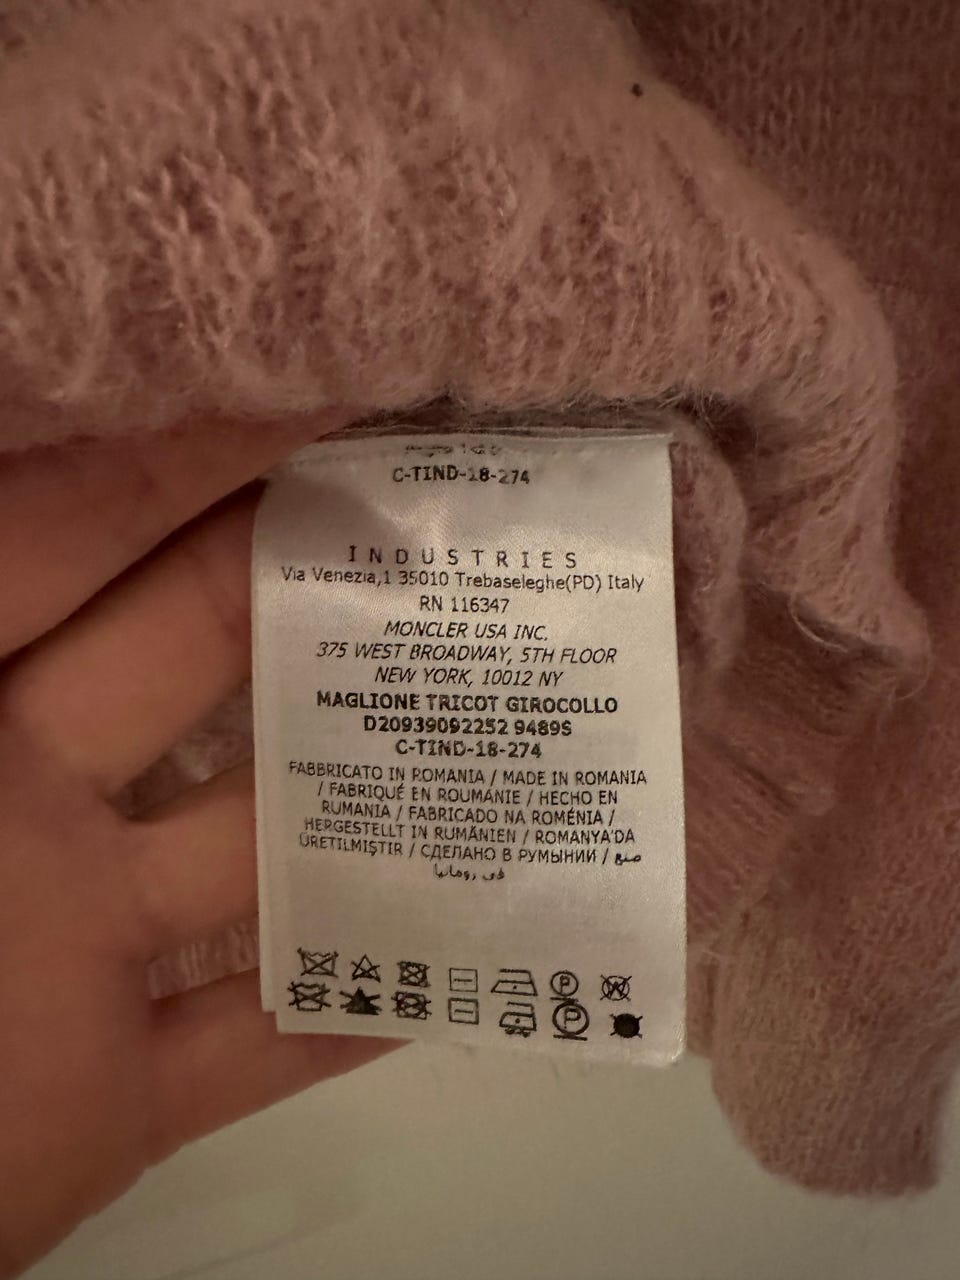 C-TIND-18-274
INDUSTRIES
Via Venezia,1 35010 Trebaseleghe(PD) Italy
RN 116347
MONCLER USA INC.
375 WEST BROADWAY, 5TH FLOOR
NEW YORK, 10012 NY
MAGLIONE TRICOT GIROCOLLO
D20939092252 9489S
C-TIND-18-274
FABBRICATO IN ROMANIA / MADE IN ROMANIA
/ FABRIQUÉ EN ROUMANIE / HECHO EN
RUMANIA / FABRICADO NA ROMÉNIA /
HERGESTELLT IN RUMÄNIEN / ROMANYA'DA
ÜRETILMIŞTIR / СДЕЛАНО В РУМЫНИИ / صنع
في رومانيا
P W
P